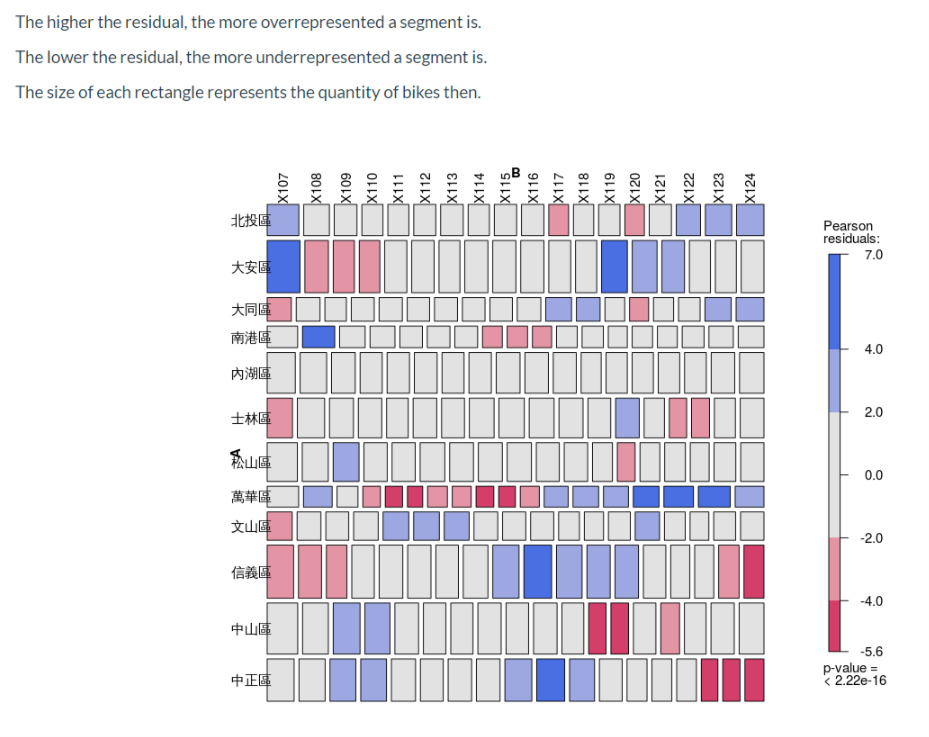 The higher the residual, the more overrepresented a segment is.
The lower the residual, the more underrepresented a segment is.
The size of each rectangle represents the quantity of bikes then.
B
X107 X108 X109 X110 X111 X112 X113 X114 X115 X116 X117 X118 X119 X120 X121 X122 X123 X124
A
北投區
大安區
大同區
南港區
內湖區
士林區
松山區
萬華區
文山區
信義區
中山區
中正區
Pearson
residuals:
7.0
4.0
2.0
0.0
-2.0
-4.0
-5.6
p-value =
< 2.22e-16